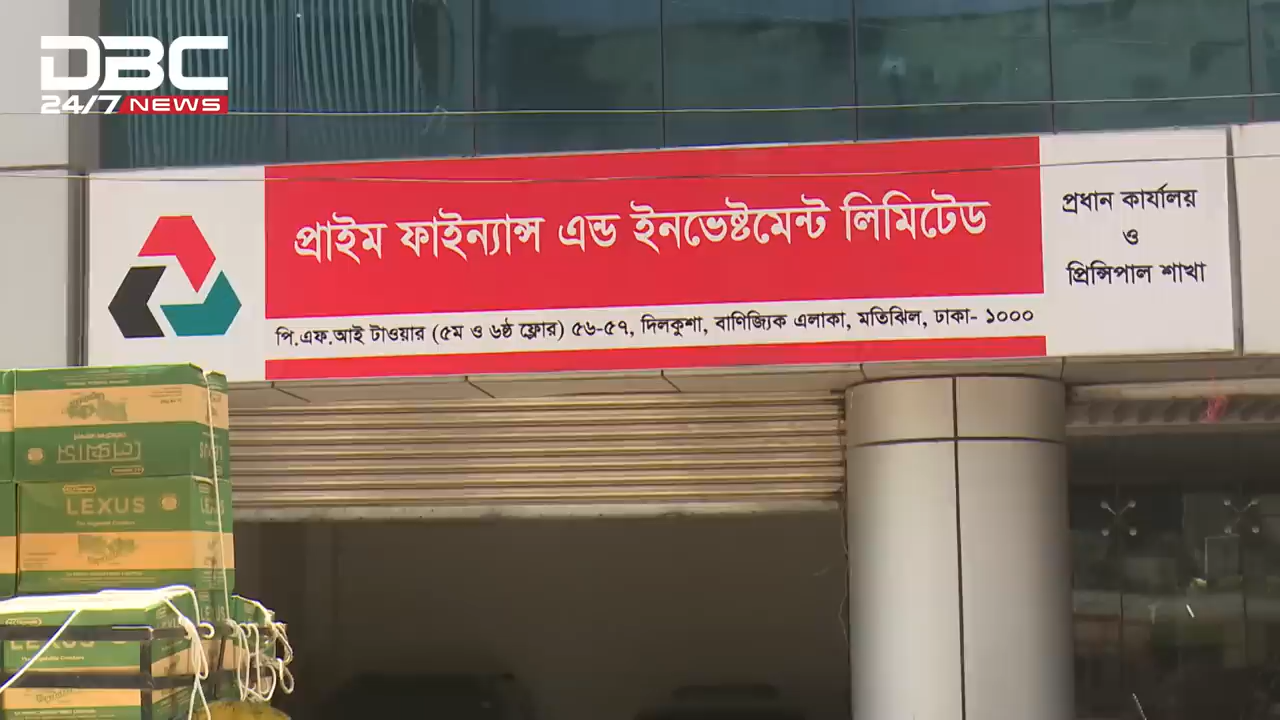 DBC
24/7 NEWS
প্রাইম ফাইন্যান্স এন্ড ইনভেষ্টমেন্ট লিমিটেড
পি.এফ.আই টাওয়ার (৫ম ও ৬ষ্ঠ ফ্লোর) ৫৬-৫৭, দিলকুশা, বাণিজ্যিক এলাকা, মতিঝিল, ঢাকা- ১০০০
প্রধান কার্যালয়
ও
প্রিন্সিপাল শাখা
LEXUS
LEXUS